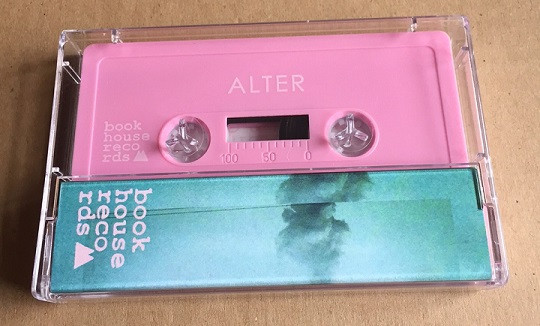 ALTER
book
house
reco
rds
100 50 0
book
house
reco
rds